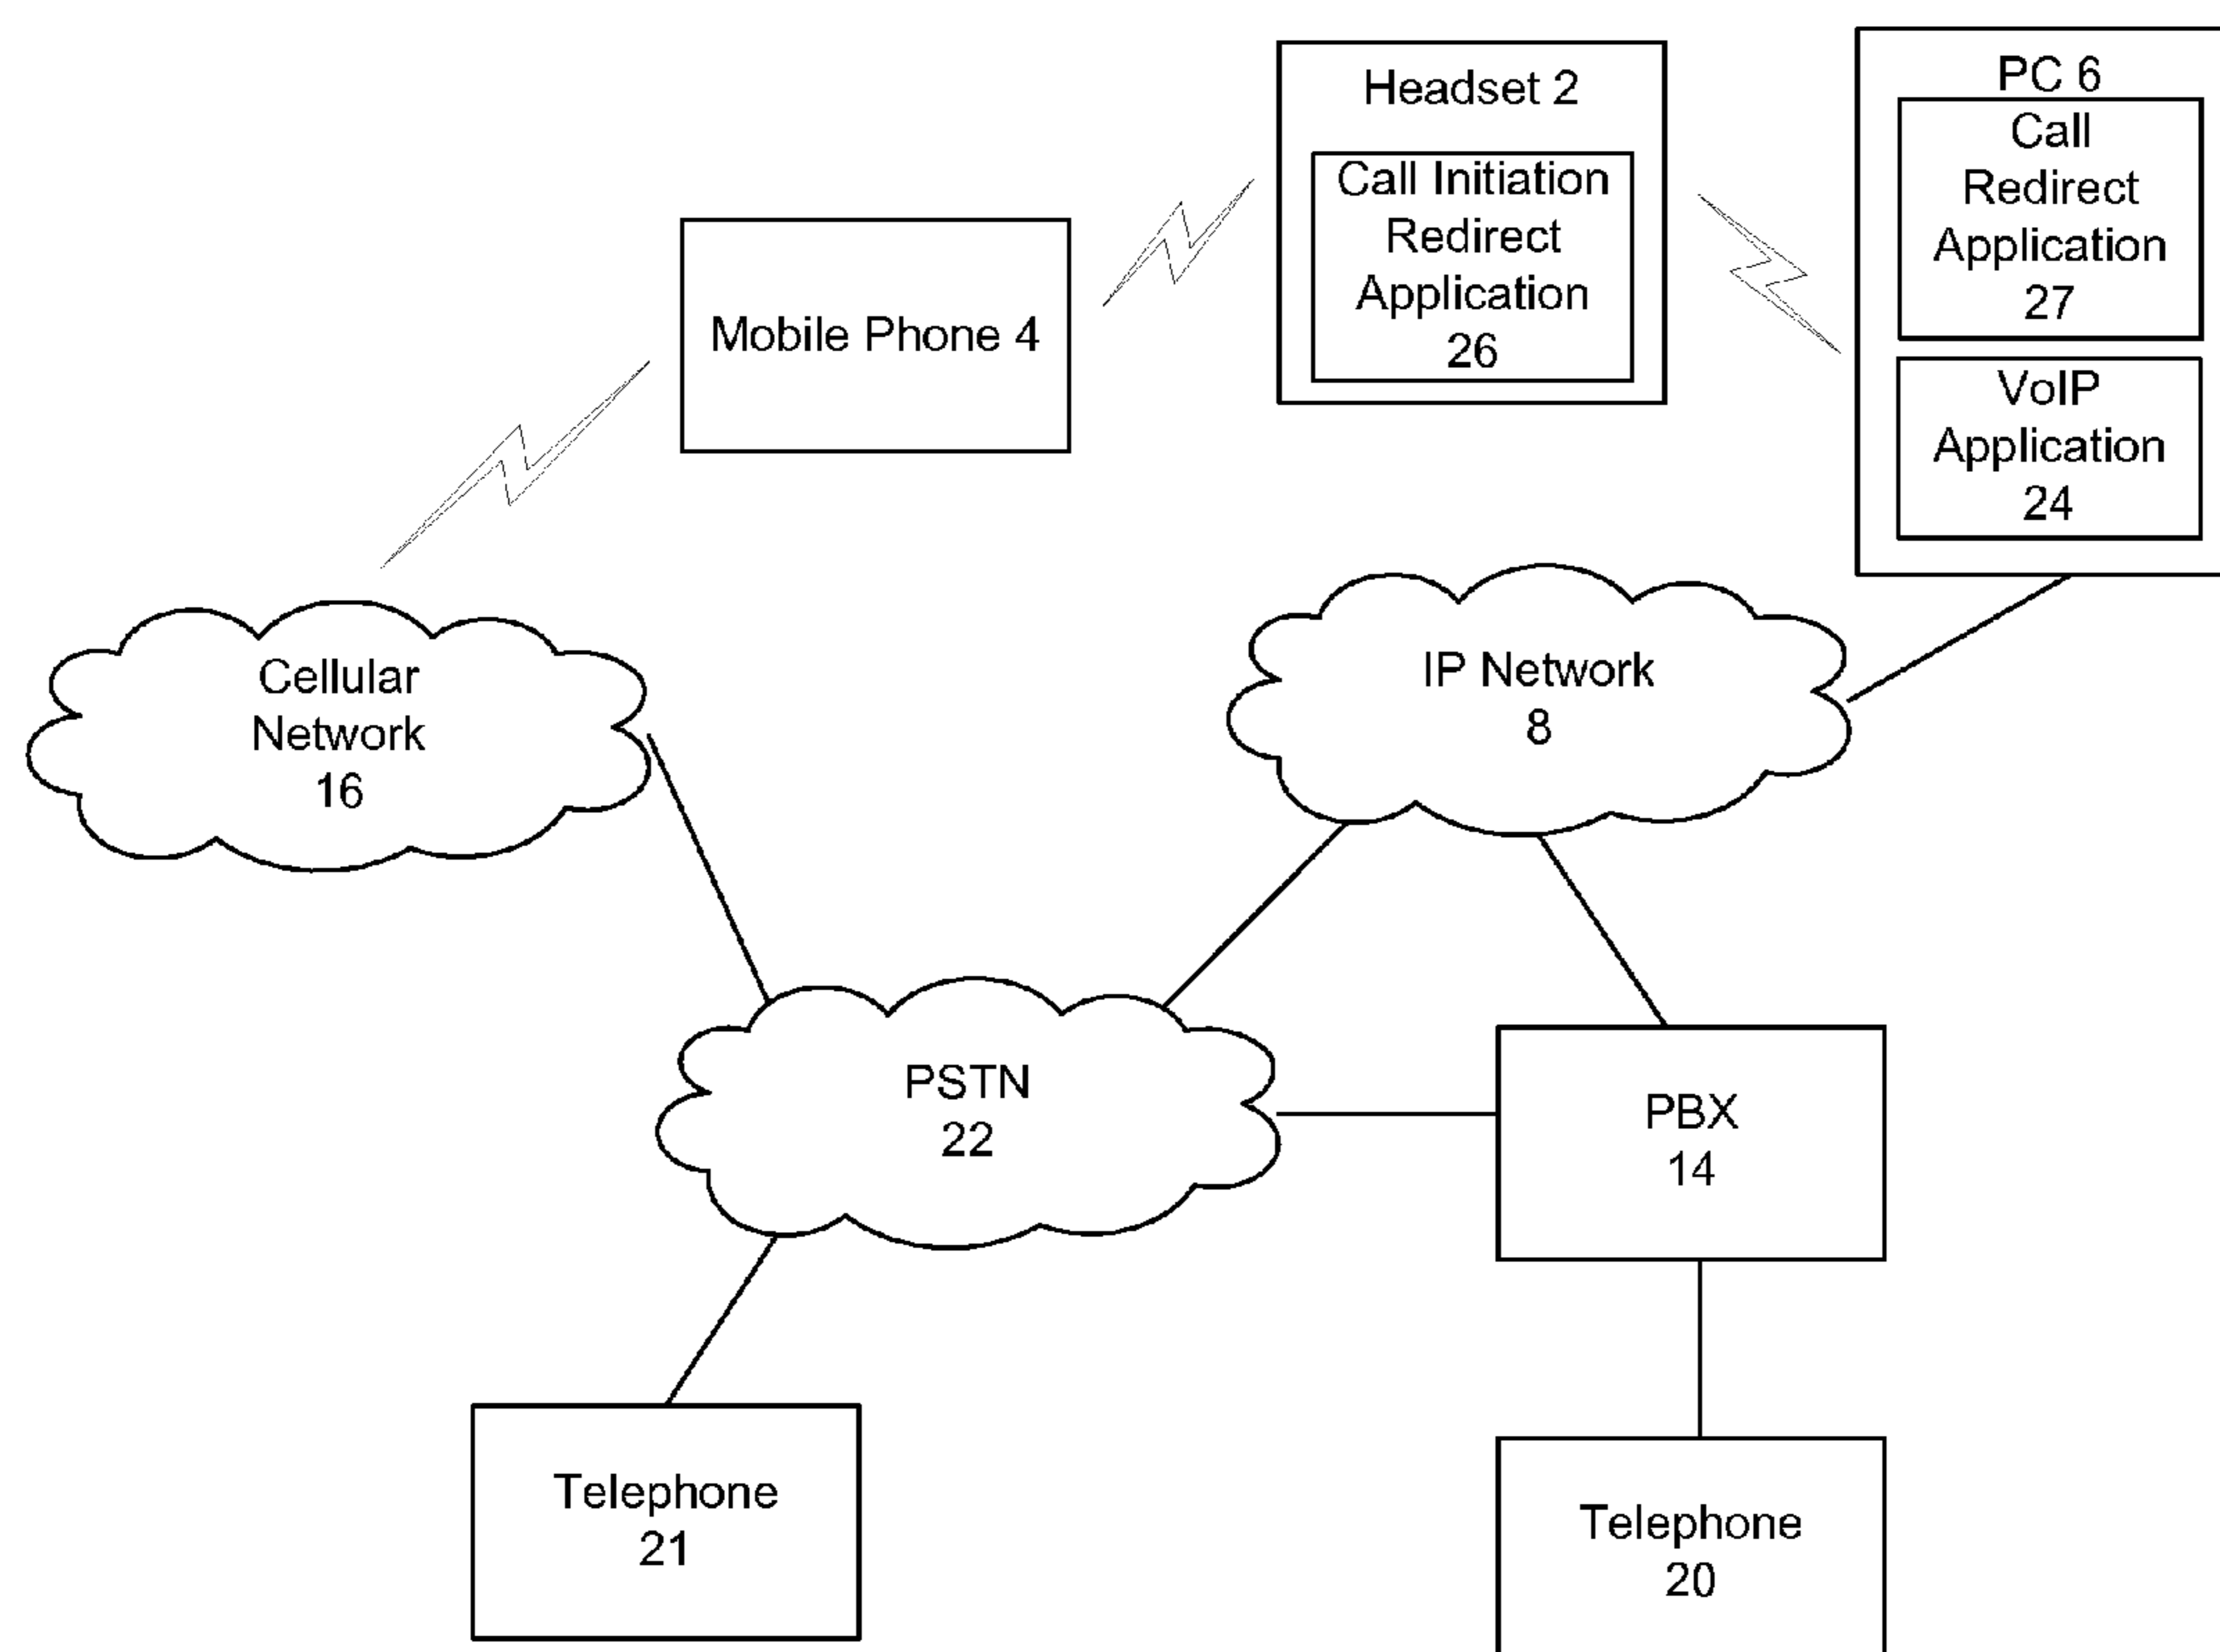 Headset 2
Call Initiation
Redirect
Application
26
PC 6
Call
Redirect
Application
27
VoIP
Application
24
Mobile Phone 4
Cellular
Network
16
IP Network
8
PSTN
22
PBX
14
Telephone
21
Telephone
20